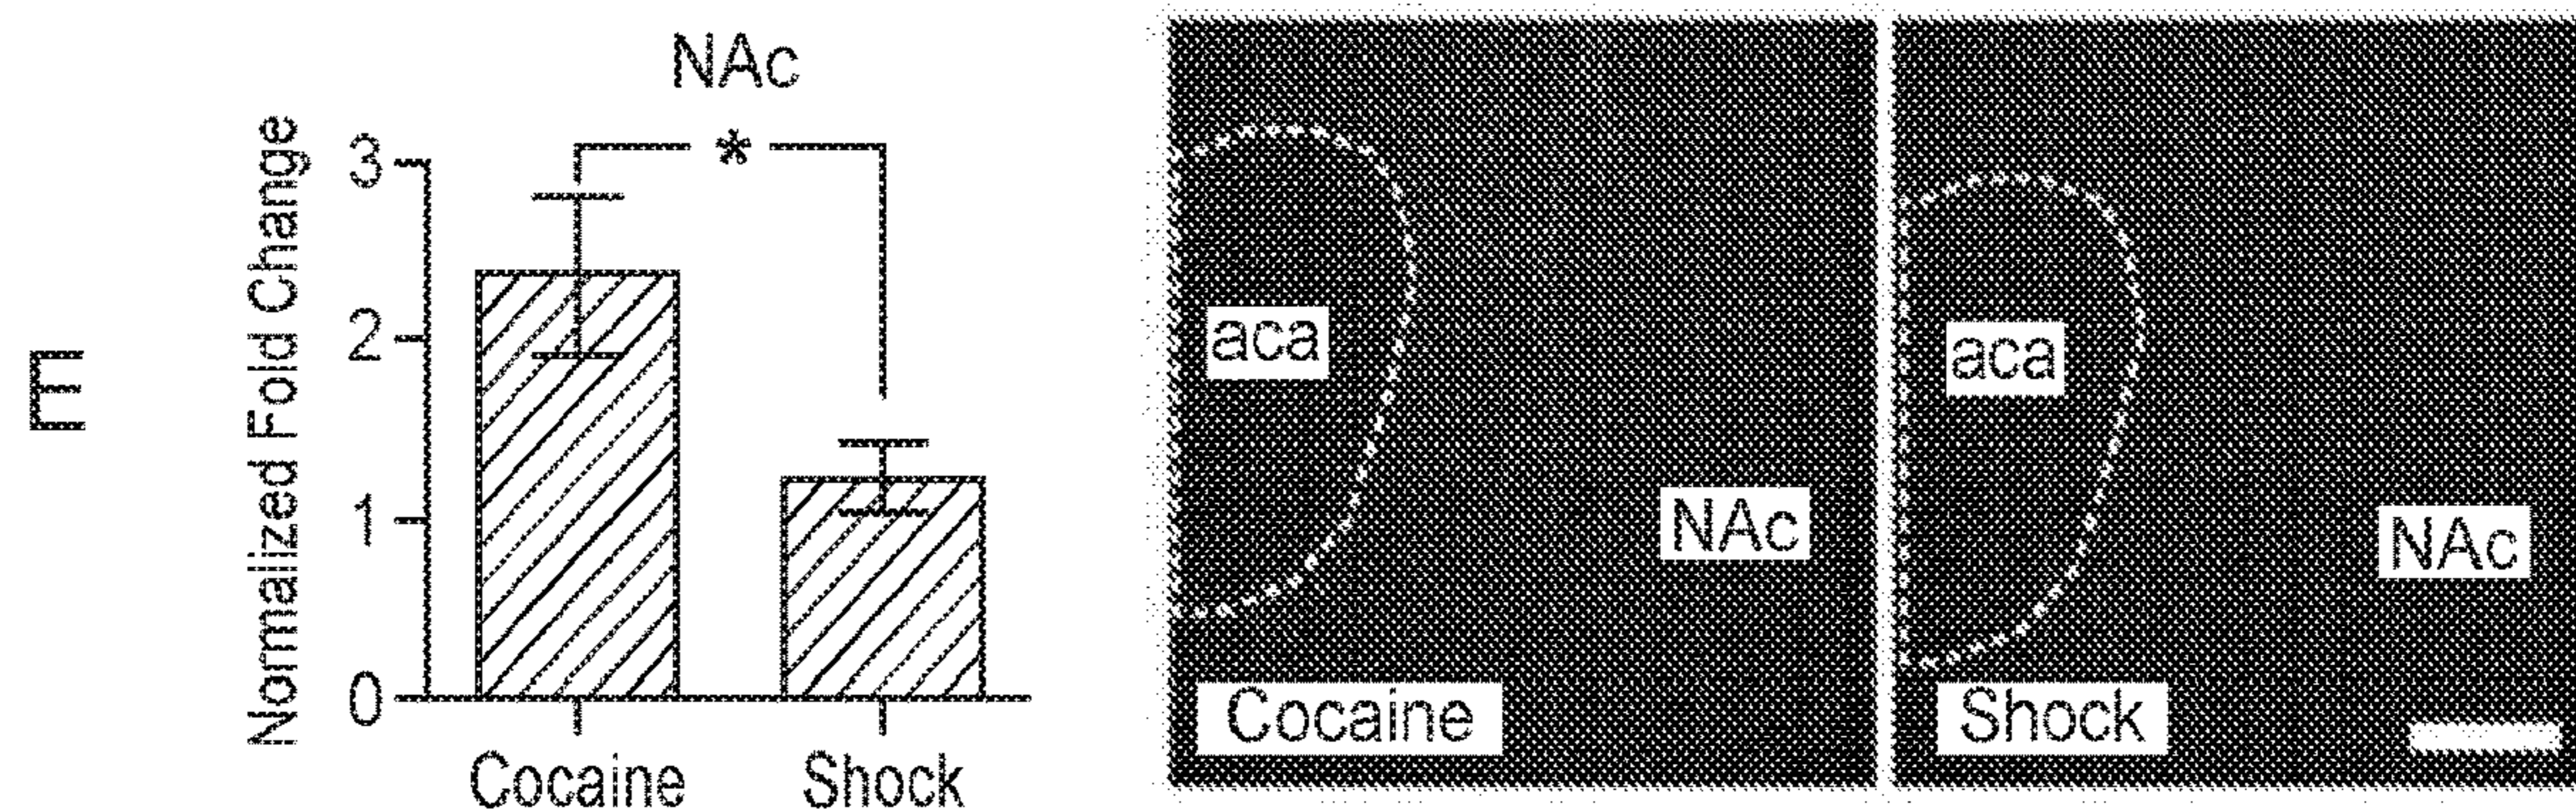 E
NAc
Normalized Fold Change
3
2
1
0
*
Cocaine
Shock
aca
NAc
Cocaine
aca
NAc
Shock